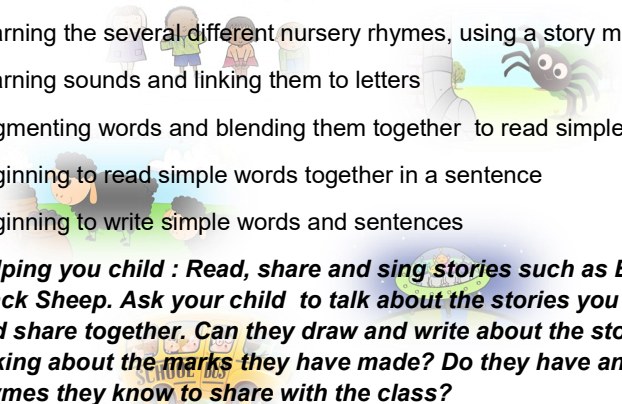 arning the several different nursery rhymes, using a story m
arning sounds and linking them to letters
gmenting words and blending them together to read simple
ginning to read simple words together in a sentence
ginning to write simple words and sentences
lping you child : Read, share and sing stories such as B
ck Sheep. Ask your child to talk about the stories you
d share together. Can they draw and write about the sto
king about the marks they have made? Do they have an
ymes they know to share with the class?
SCHOOL BUS